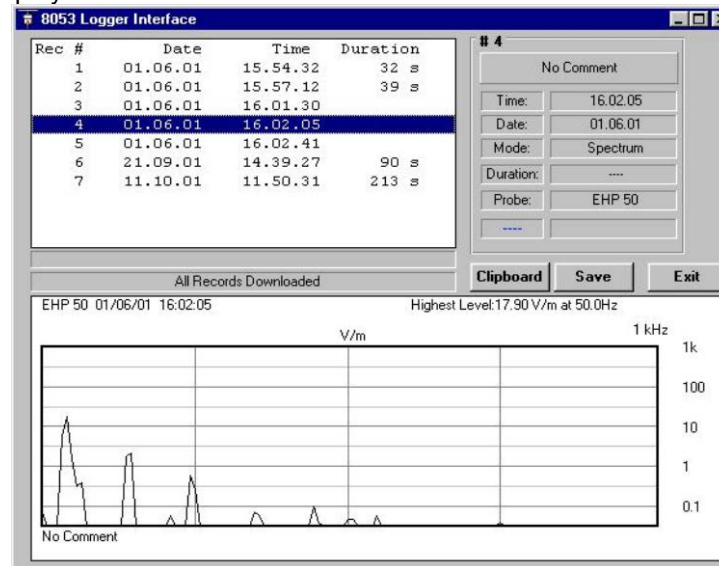 8053 Logger Interface
Rec # Date Time Duration
1 01.06.01 15.54.32 32 s
2 01.06.01 15.57.12 39 s
3 01.06.01 16.01.30
4 01.06.01 16.02.05
5 01.06.01 16.02.41
6 21.09.01 14.39.27 90 s
7 11.10.01 11.50.31 213 s
# 4
No Comment
Time: 16.02.05
Date: 01.06.01
Mode: Spectrum
Duration: ----
Probe: EHP 50
----
All Records Downloaded
Clipboard Save Exit
EHP 50 01/06/01 16:02:05 Highest Level:17.90 V/m at 50.0Hz
V/m 1 kHz
1k
100
10
1
0.1
No Comment